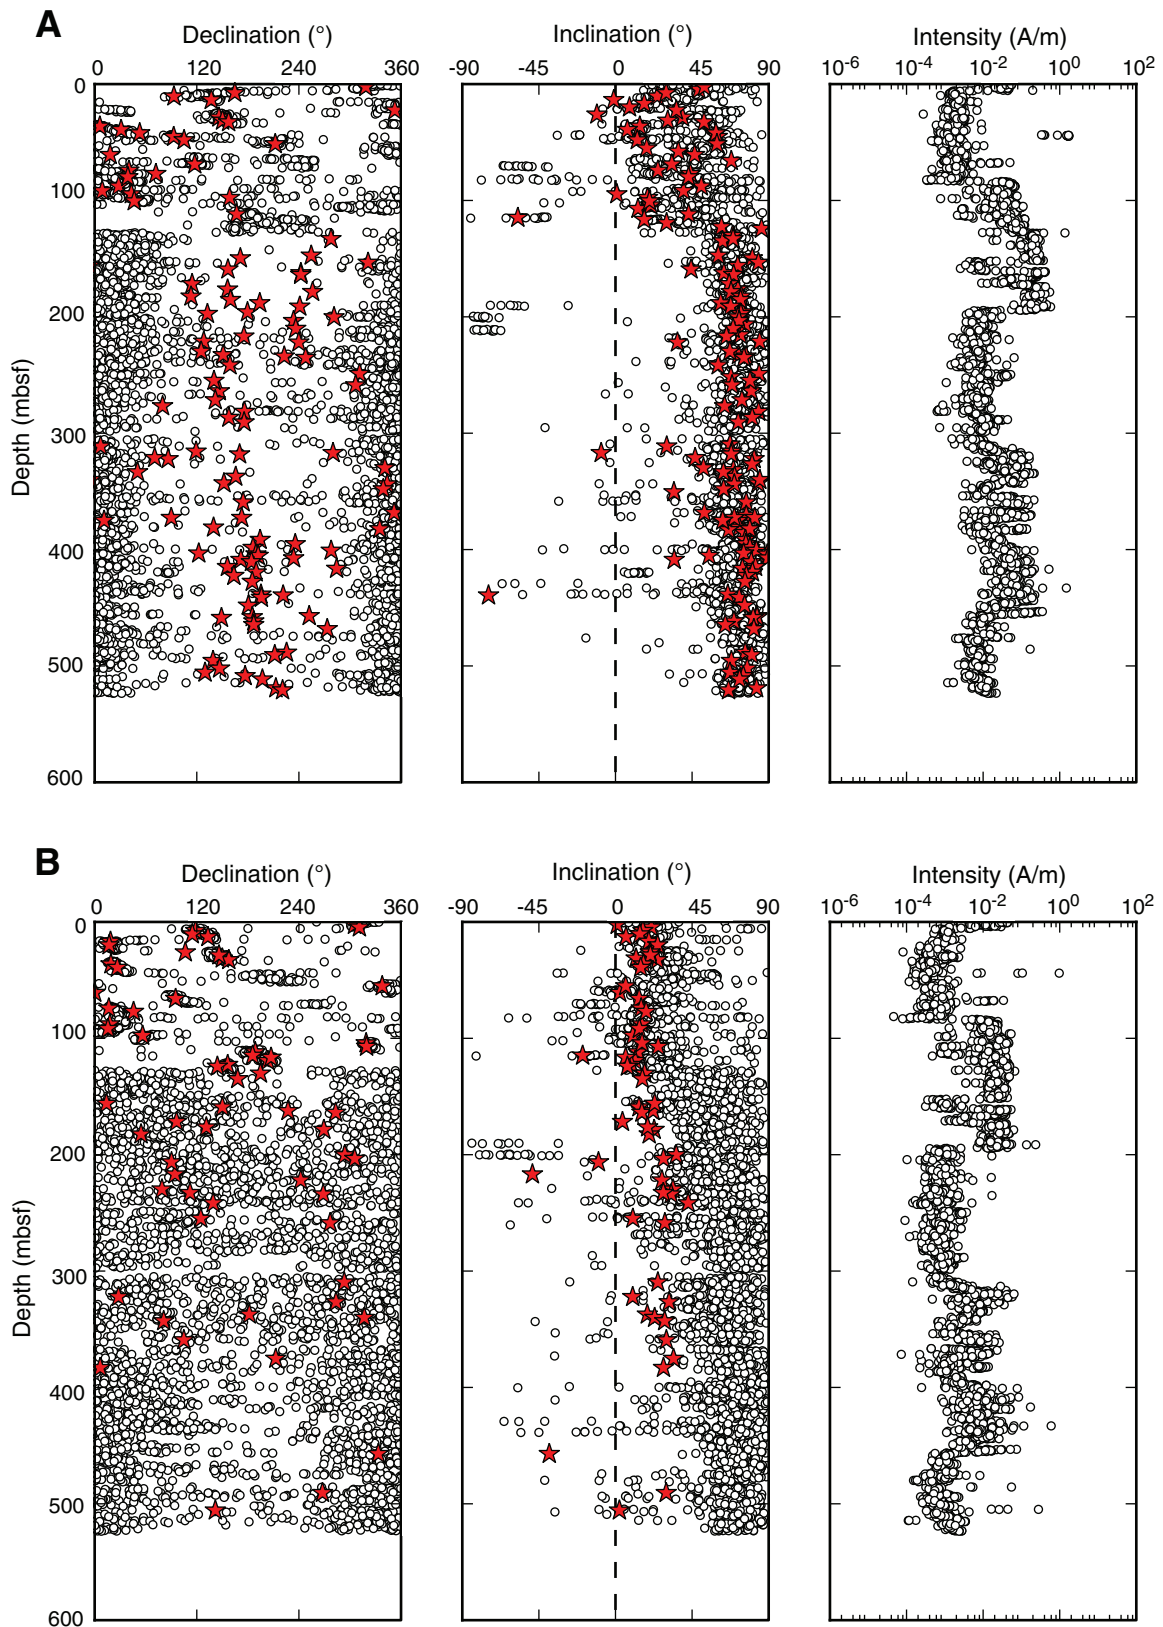 A
Declination (°) Inclination (°) Intensity (A/m)
0 120 240 360 -90 -45 0 45 90 10⁻⁶ 10⁻⁴ 10⁻² 10⁰ 10²
0
100
200
300
400
500
600
Depth (mbsf)
B
Declination (°) Inclination (°) Intensity (A/m)
0 120 240 360 -90 -45 0 45 90 10⁻⁶ 10⁻⁴ 10⁻² 10⁰ 10²
0
100
200
300
400
500
600
Depth (mbsf)